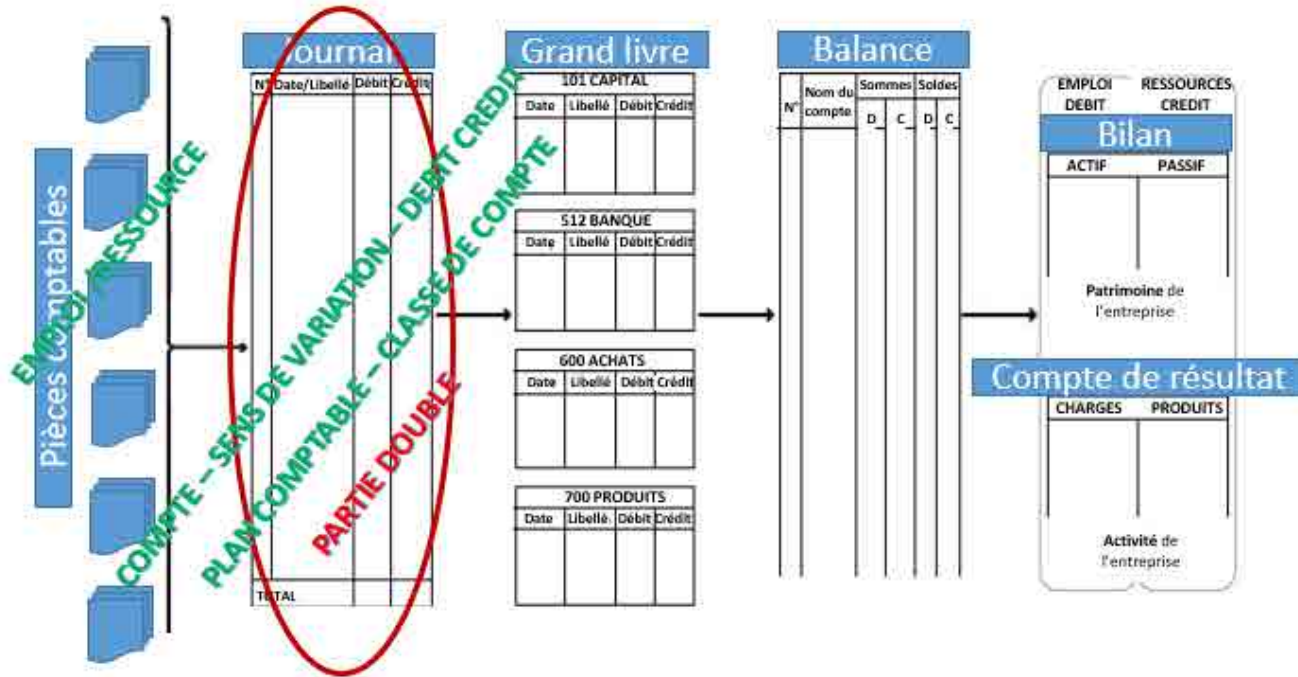 Pièces comptables
EMPLOI /RESSOURCE
COMPTE – SENS DE VARIATION – DEBIT CREDIT
PLAN COMPTABLE – CLASSE DE COMPTE
PARTIE DOUBLE
Journal
N° Date/Libellé Débit Crédit
TOTAL
Grand livre
101 CAPITAL
Date Libellé Débit Crédit
512 BANQUE
Date Libellé Débit Crédit
600 ACHATS
Date Libellé Débit Crédit
700 PRODUITS
Date Libellé Débit Crédit
Balance
N° Nom du compte Sommes Soldes
D C D C
EMPLOI RESSOURCES
DEBIT CREDIT
Bilan
ACTIF PASSIF
Patrimoine de
l'entreprise
Compte de résultat
CHARGES PRODUITS
Activité de
l'entreprise